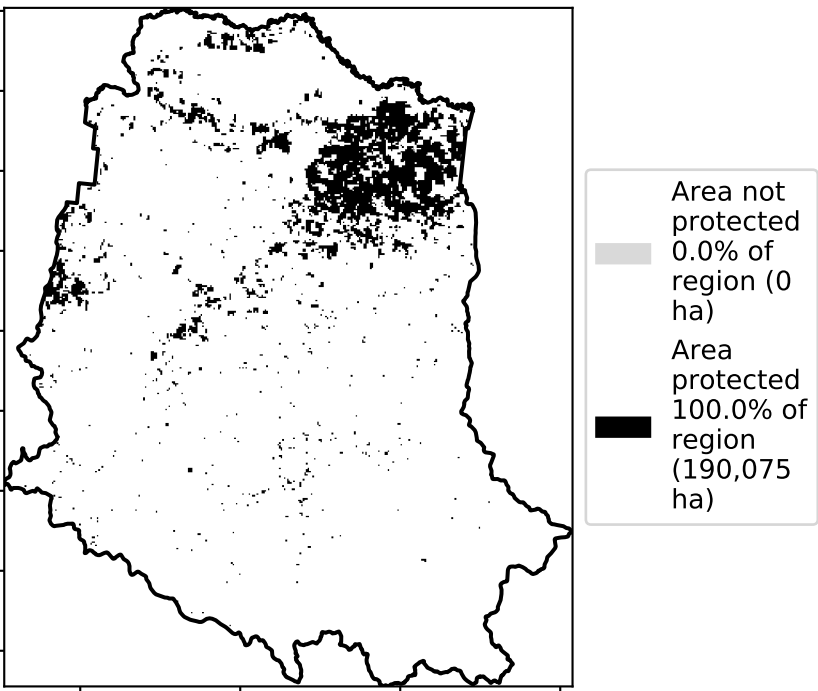 Area not
protected
0.0% of
region (0
ha)
Area
protected
100.0% of
region
(190,075
ha)